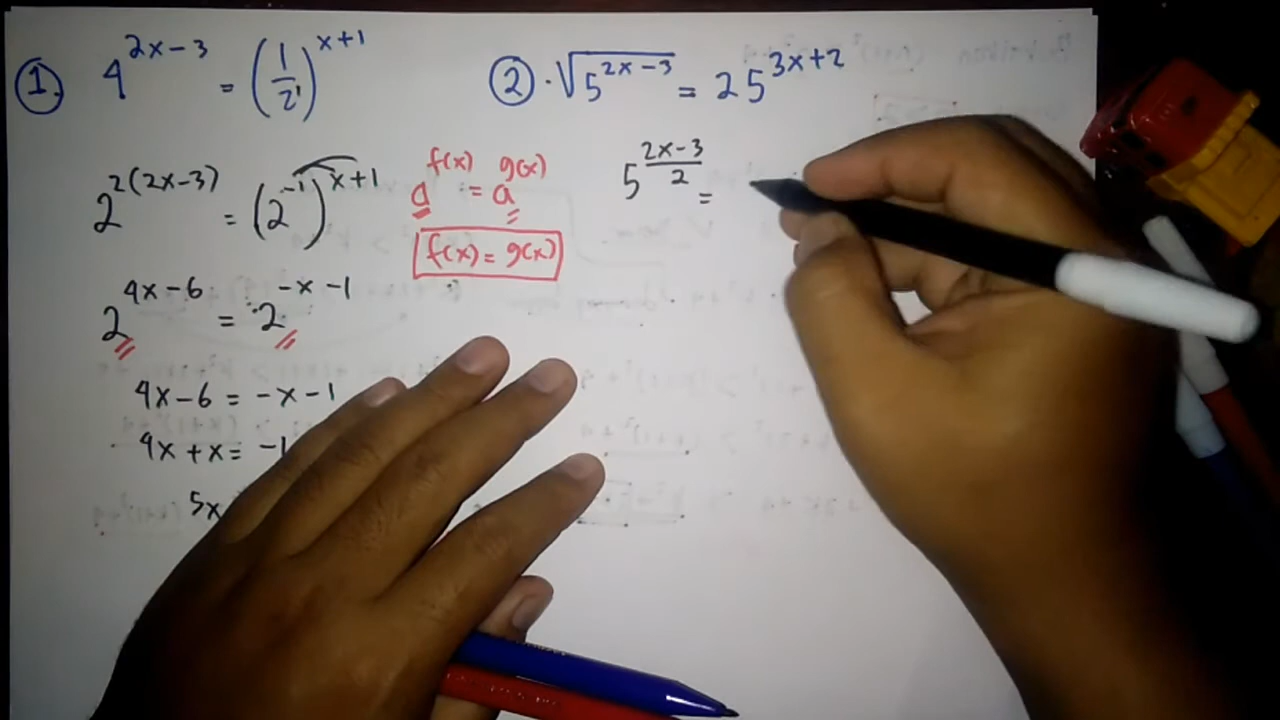 ① 4^{2x-3} = (1/2)^{x+1}
2^{2(2x-3)} = (2^{-1})^{x+1}
2^{4x-6} = 2^{-x-1}
4x-6 = -x-1
4x+x = -1
5x
a^{f(x)} = a^{g(x)}
f(x) = g(x)
② · √(5^{2x-3}) = 25^{3x+2}
5^{\frac{2x-3}{2}} =